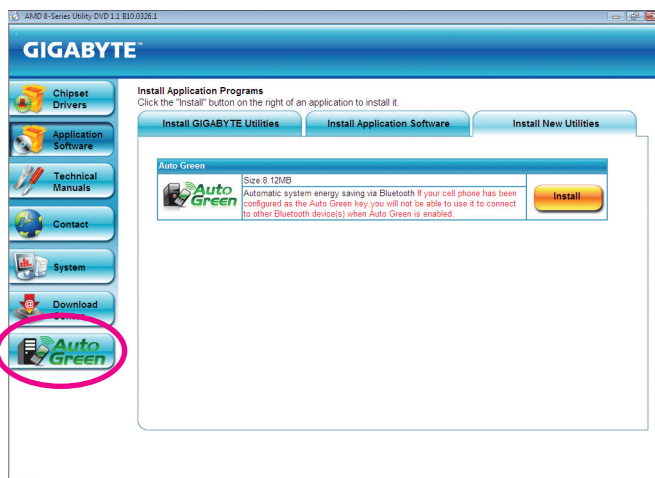 AMD 8-Series Utility DVD 1.1 B10.0326.1
GIGABYTE™
Chipset
Drivers
Application
Software
Technical
Manuals
Contact
System
Download
Auto
Green
Install Application Programs
Click the "Install" button on the right of an application to install it.
Install GIGABYTE Utilities
Install Application Software
Install New Utilities
Auto Green
Auto
Green
Size:8.12MB
Automatic system energy saving via Bluetooth If your cell phone has been
configured as the Auto Green key,you will not be able to use it to connect
to other Bluetooth device(s) when Auto Green is enabled.
Install